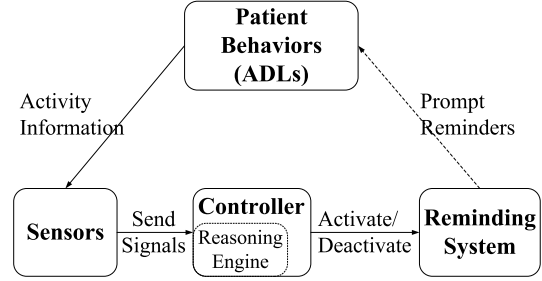 Patient
Behaviors
(ADLs)
Activity
Information
Prompt
Reminders
Sensors
Send
Signals
Controller
Reasoning
Engine
Activate/
Deactivate
Reminding
System